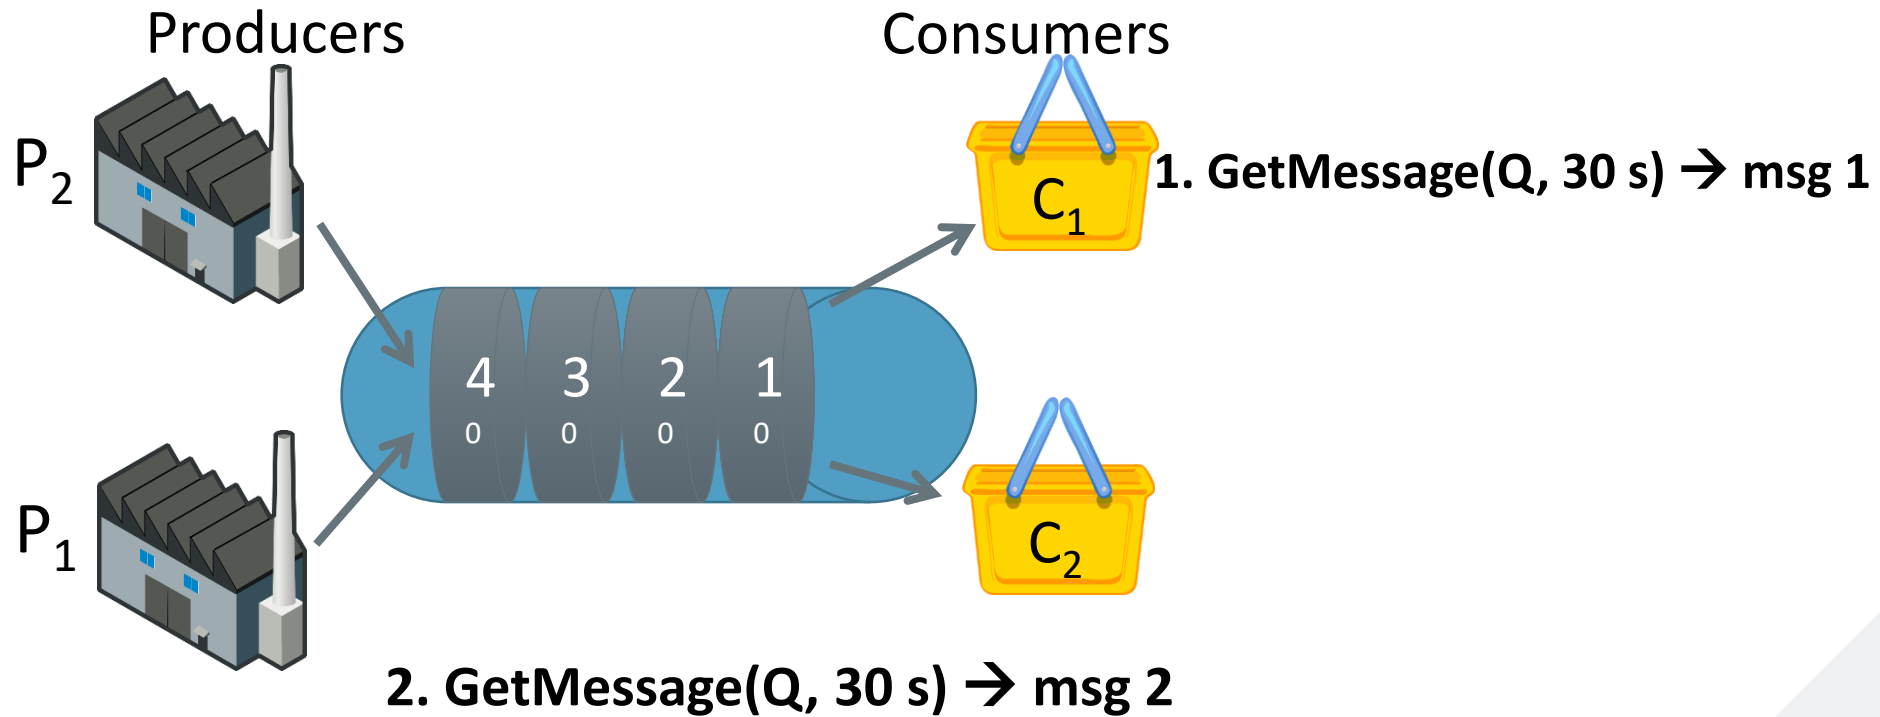 Producers
Consumers
P2
C1
1. GetMessage(Q, 30 s) → msg 1
4 3 2 1
0 0 0 0
P1
C2
2. GetMessage(Q, 30 s) → msg 2